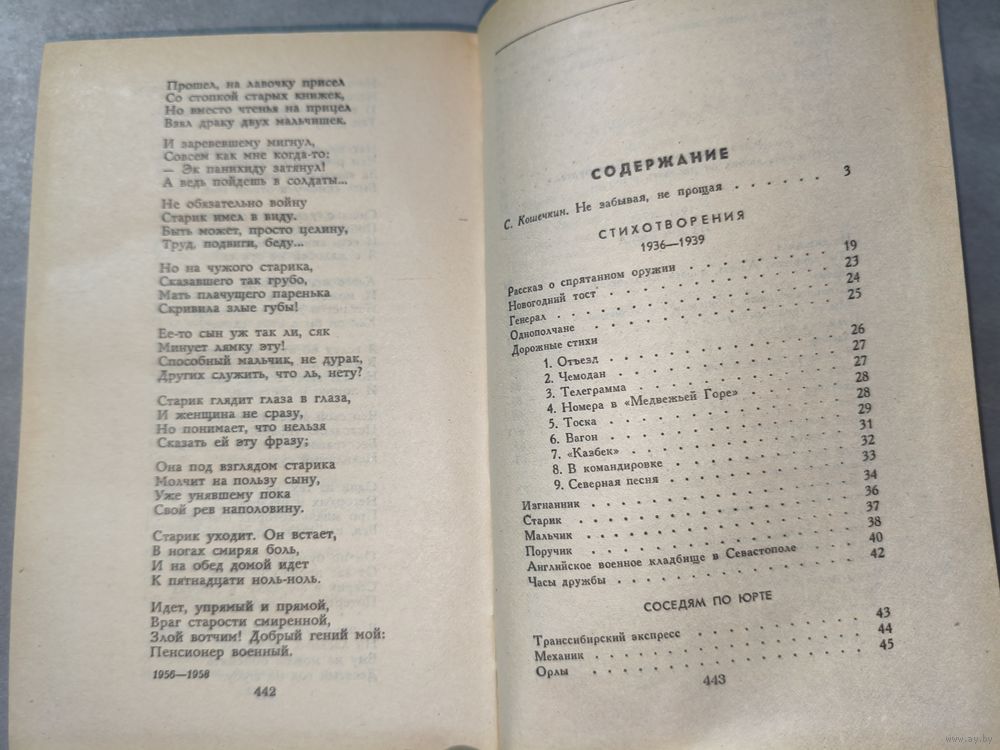 Прошел, на лавочку присел
Со стопкой старых книжек,
Но вместо чтенья на прицел
Взял драку двух мальчишек.
И заревевшему мигнул,
Совсем как мне когда-то:
— Эк панихиду затянул!
А ведь пойдешь в солдаты...
Не обязательно войну
Старик имел в виду.
Быть может, просто целину,
Труд, подвиги, беду...
Но на чужого старика,
Сказавшего так грубо,
Мать плачущего паренька
Скривила злые губы!
Ее-то сын уж так ли, сяк
Минует лямку эту!
Способный мальчик, не дурак,
Других служить, что ль, нету?
Старик глядит глаза в глаза,
И женщина не сразу,
Но понимает, что нельзя
Сказать ей эту фразу;
Она под взглядом старика
Молчит на пользу сыну,
Уже унявшему пока
Свой рев наполовину.
Старик уходит. Он встает,
В ногах смиряя боль,
И на обед домой идет
К пятнадцати ноль-ноль.
Идет, упрямый и прямой,
Враг старости смиренной,
Злой вотчим! Добрый гений мой:
Пенсионер военный.
1956—1958
442
СОДЕРЖАНИЕ
С. Кошечкин. Не забывая, не прощая . . . . . . 3
СТИХОТВОРЕНИЯ
1936—1939
Рассказ о спрятанном оружии . . . . . . . . 19
Новогодний тост . . . . . . . . . . . 23
Генерал . . . . . . . . . . . . . 24
Однополчане . . . . . . . . . . . . 25
Дорожные стихи
1. Отъезд . . . . . . . . . . . 26
2. Чемодан . . . . . . . . . . . 27
3. Телеграмма . . . . . . . . . . 27
4. Номера в «Медвежьей Горе» . . . . . 28
5. Тоска . . . . . . . . . . . . 28
6. Вагон . . . . . . . . . . . . 29
7. «Казбек» . . . . . . . . . . . 31
8. В командировке . . . . . . . . . 32
9. Северная песня . . . . . . . . . 33
Изгнанник . . . . . . . . . . . . . 34
Старик . . . . . . . . . . . . . . 36
Мальчик . . . . . . . . . . . . . 37
Поручик . . . . . . . . . . . . . 38
Английское военное кладбище в Севастополе . . . . 40
Часы дружбы . . . . . . . . . . . . 42
СОСЕДЯМ ПО ЮРТЕ
Транссибирский экспресс . . . . . . . . . 43
Механик . . . . . . . . . . . . . 44
Орлы . . . . . . . . . . . . . . 45
443
www.ay.by